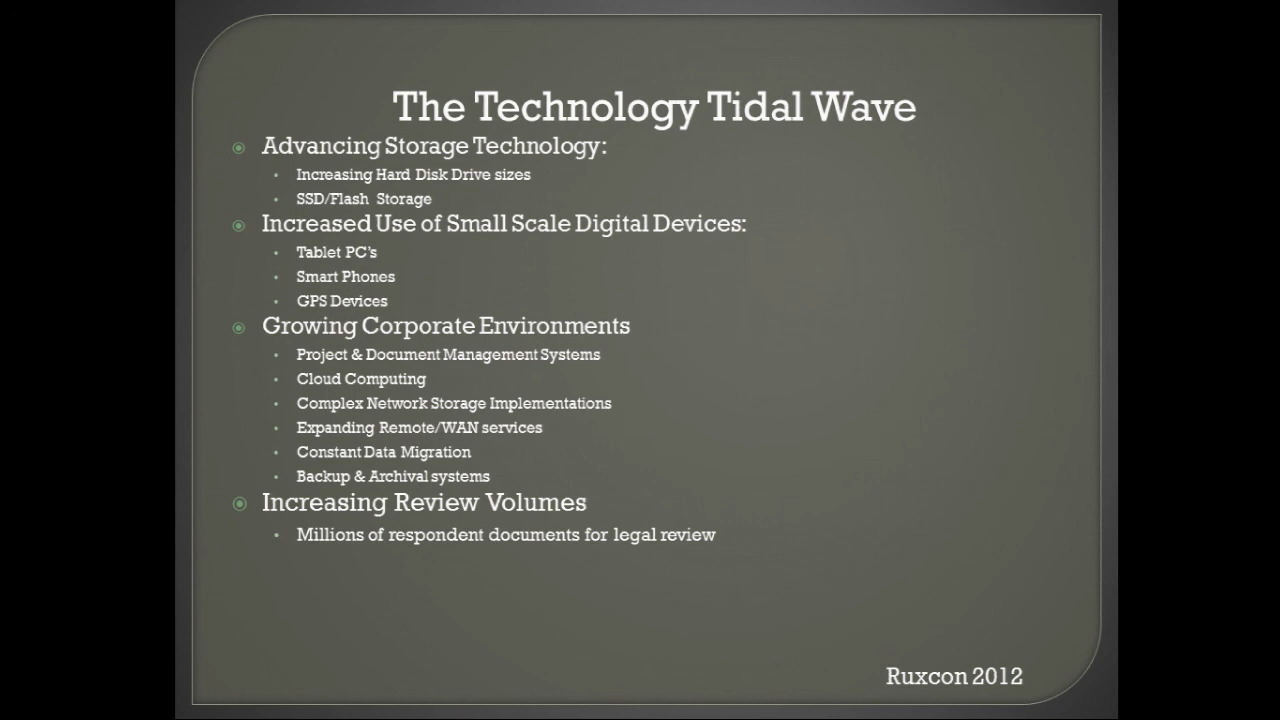 The Technology Tidal Wave
Advancing Storage Technology:
Increasing Hard Disk Drive sizes
SSD/Flash Storage
Increased Use of Small Scale Digital Devices:
Tablet PC's
Smart Phones
GPS Devices
Growing Corporate Environments
Project & Document Management Systems
Cloud Computing
Complex Network Storage Implementations
Expanding Remote/WAN services
Constant Data Migration
Backup & Archival systems
Increasing Review Volumes
Millions of respondent documents for legal review
Ruxcon 2012